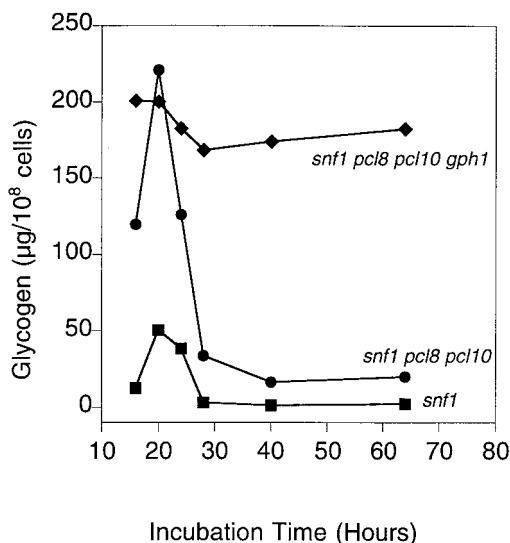 250
200
150
100
50
0
Glycogen (µg/10⁸ cells)
snf1 pcl8 pcl10 gph1
snf1 pcl8 pcl10
snf1
10 20 30 40 50 60 70 80
Incubation Time (Hours)